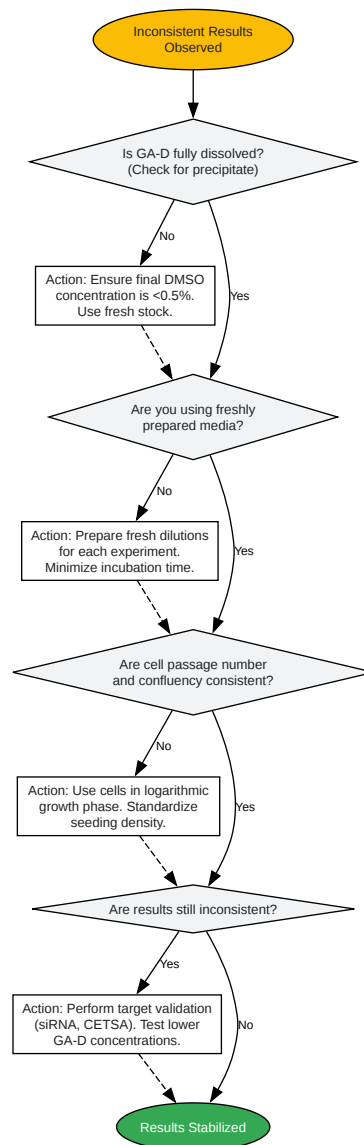 Inconsistent Results
Observed
Is GA-D fully dissolved?
(Check for precipitate)
No
Action: Ensure final DMSO
concentration is <0.5%.
Use fresh stock.
Yes
Are you using freshly
prepared media?
No
Action: Prepare fresh dilutions
for each experiment.
Minimize incubation time.
Yes
Are cell passage number
and confluency consistent?
No
Action: Use cells in logarithmic
growth phase. Standardize
seeding density.
Yes
Are results still inconsistent?
Yes
Action: Perform target validation
(siRNA, CETSA). Test lower
GA-D concentrations.
No
Results Stabilized